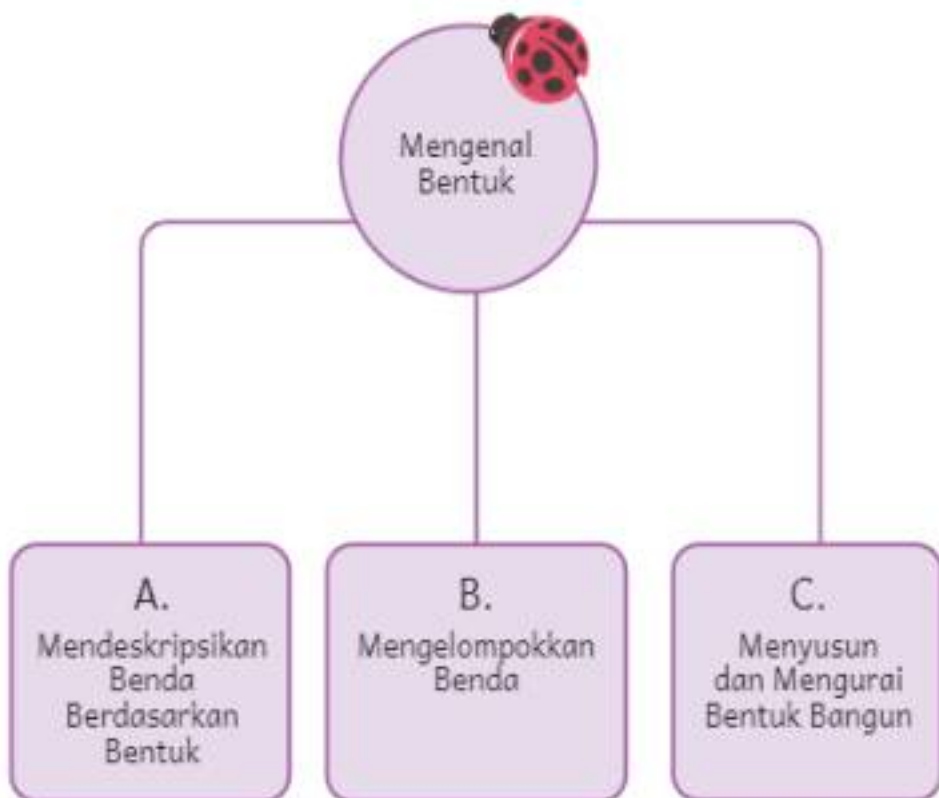 Mengenal
Bentuk
A.
Mendeskripsikan
Benda
Berdasarkan
Bentuk
B.
Mengelompokkan
Benda
C.
Menyusun
dan Mengurai
Bentuk Bangun